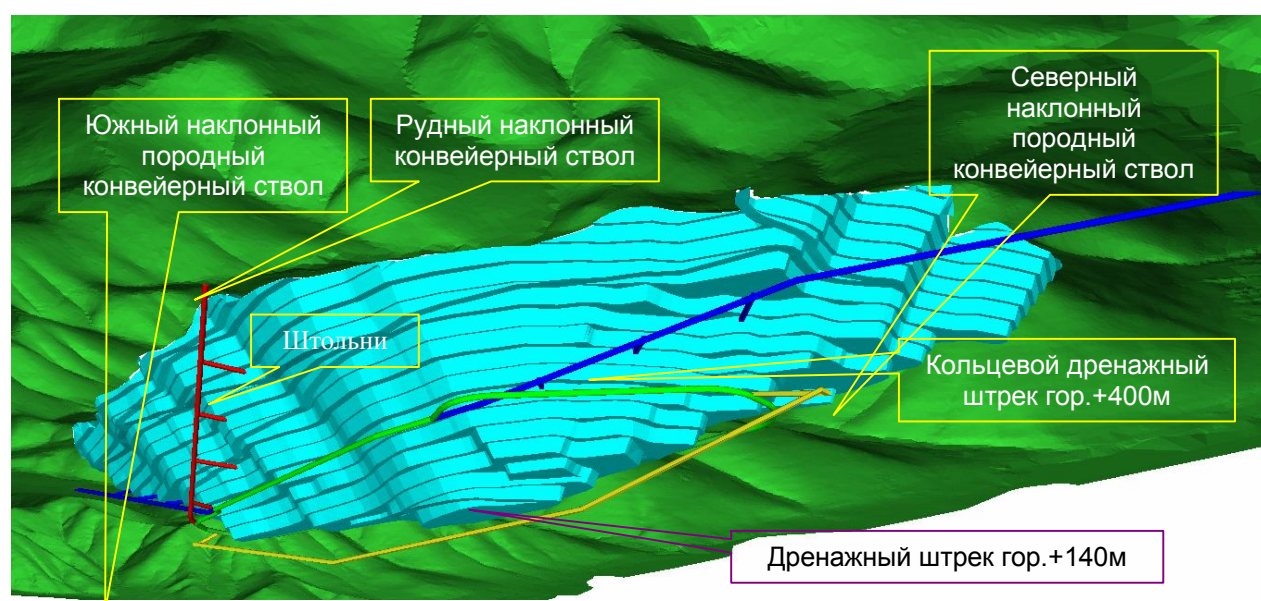 Южный наклонный
породный
конвейерный ствол
Рудный наклонный
конвейерный ствол
Северный
наклонный
породный
конвейерный ствол
Штольни
Кольцевой дренажный
штрек гор.+400м
Дренажный штрек гор.+140м